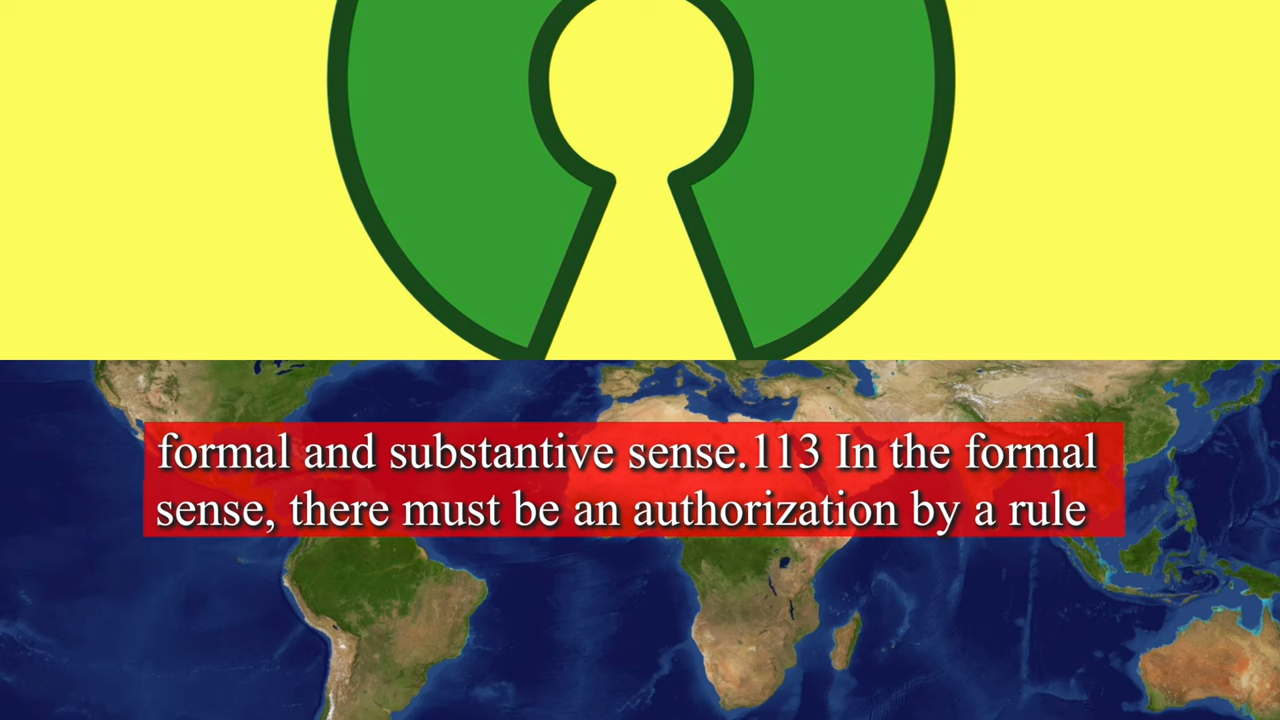 formal and substantive sense.113 In the formal
sense, there must be an authorization by a rule